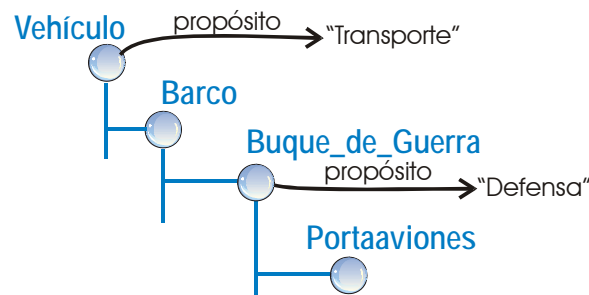 Vehículo
propósito
"Transporte"
Barco
Buque_de_Guerra
propósito
"Defensa"
Portaaviones